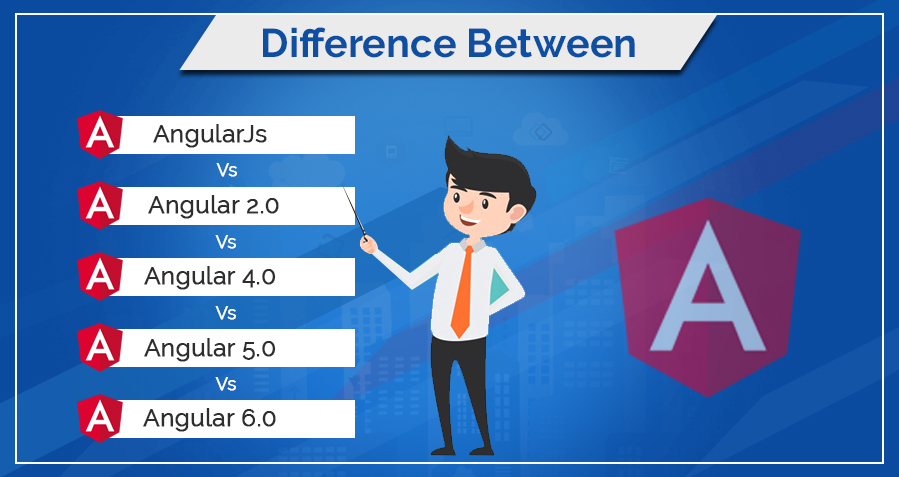 Difference Between
AngularJs
Vs
Angular 2.0
Vs
Angular 4.0
Vs
Angular 5.0
Vs
Angular 6.0